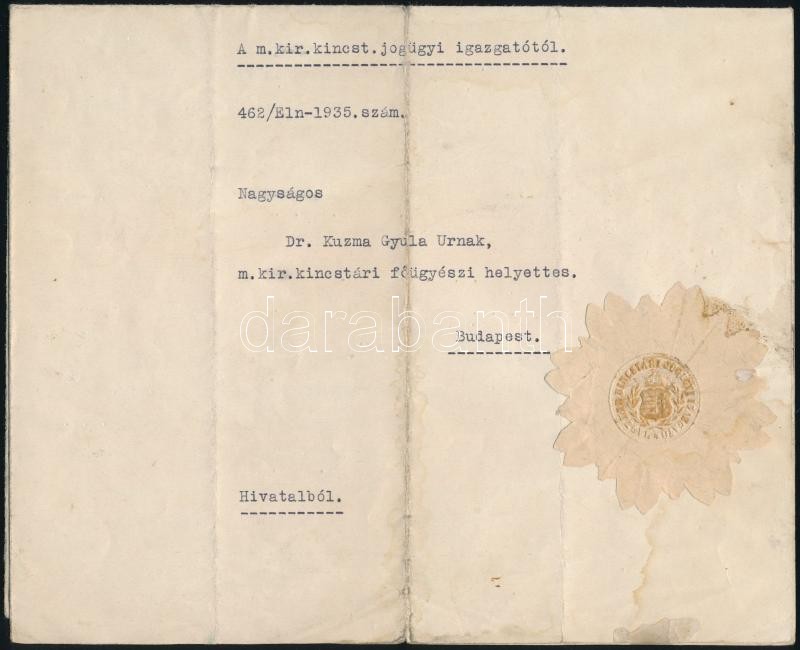 A m.kir.kincst.jogügyi igazgatótól.
462/Eln-1935.szám.
Nagyságos
Dr. Kuzma Gyula Urnak,
m.kir.kincstári főügyészi helyettes.
darabanth
Budapest.
Hivatalból.